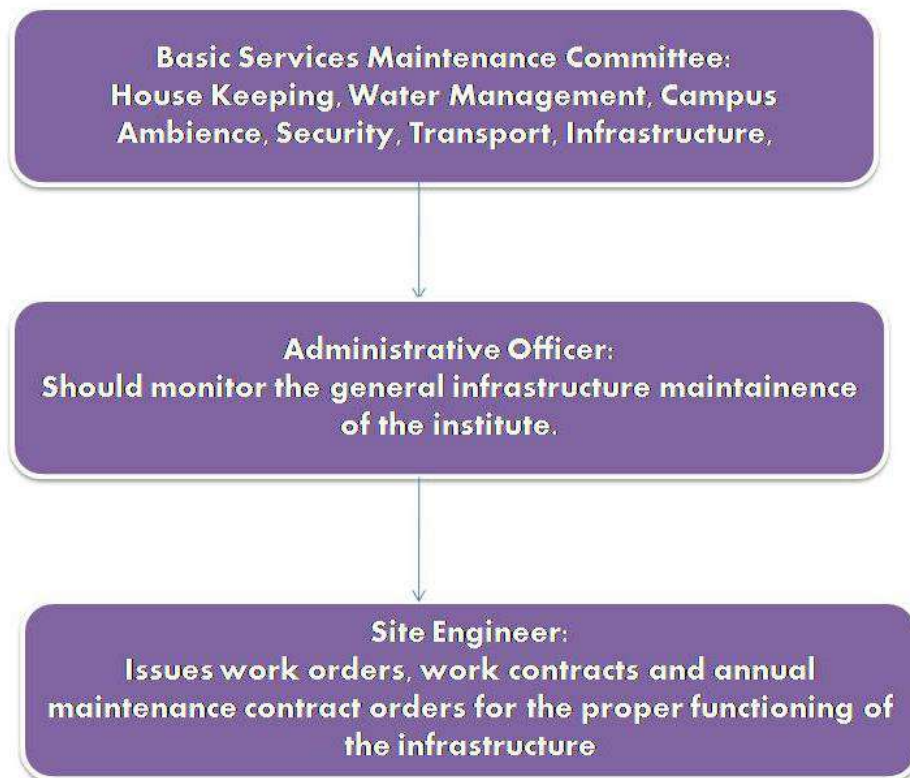 Basic Services Maintenance Committee:
House Keeping, Water Management, Campus
Ambience, Security, Transport, Infrastructure,
Administrative Officer:
Should monitor the general infrastructure maintainence
of the institute.
Site Engineer:
Issues work orders, work contracts and annual
maintenance contract orders for the proper functioning of
the infrastructure